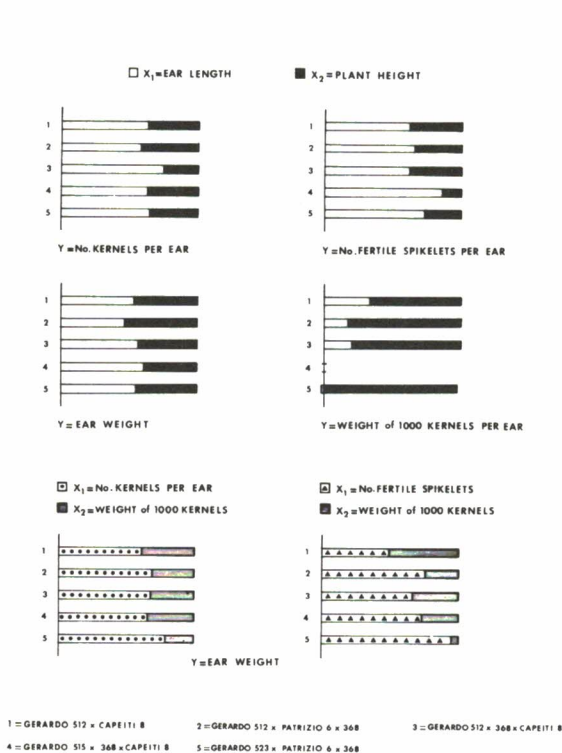 X1=EAR LENGTH
X2=PLANT HEIGHT
1
2
3
4
5
Y=No.KERNELS PER EAR
1
2
3
4
5
Y=No.FERTILE SPIKELETS PER EAR
1
2
3
4
5
Y=EAR WEIGHT
1
2
3
4
5
Y=WEIGHT of 1000 KERNELS PER EAR
X1=No.KERNELS PER EAR
X2=WEIGHT of 1000 KERNELS
X1=No.FERTILE SPIKELETS
X2=WEIGHT of 1000 KERNELS
1
2
3
4
5
1
2
3
4
5
Y=EAR WEIGHT
1=GERARDO 512 x CAPEITI 8
2=GERARDO 512 x PATRIZIO 6 x 368
3=GERARDO 512 x 368 x CAPEITI 8
4=GERARDO 515 x 368 x CAPEITI 8
5=GERARDO 523 x PATRIZIO 6 x 368